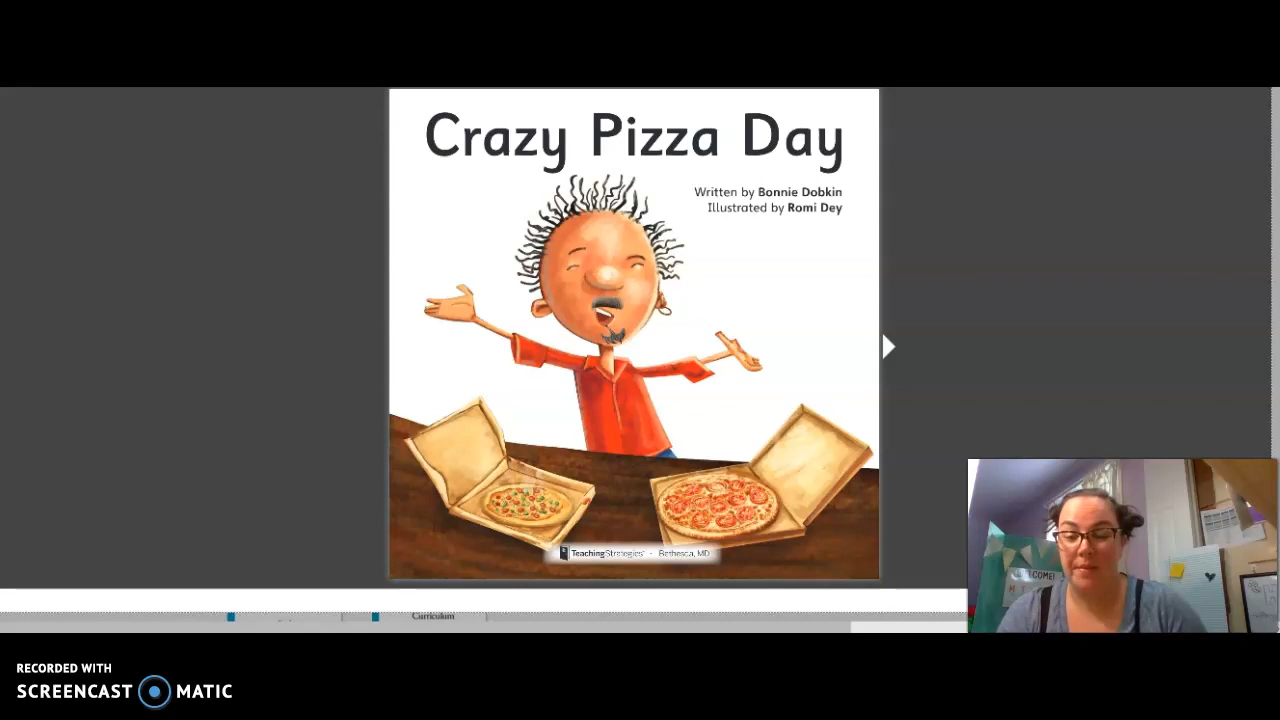 Crazy Pizza Day
Written by Bonnie Dobkin
Illustrated by Romi Dey
TeachingStrategies · Bethesda, MD
WELCOME!
Curriculum
RECORDED WITH
SCREENCAST MATIC